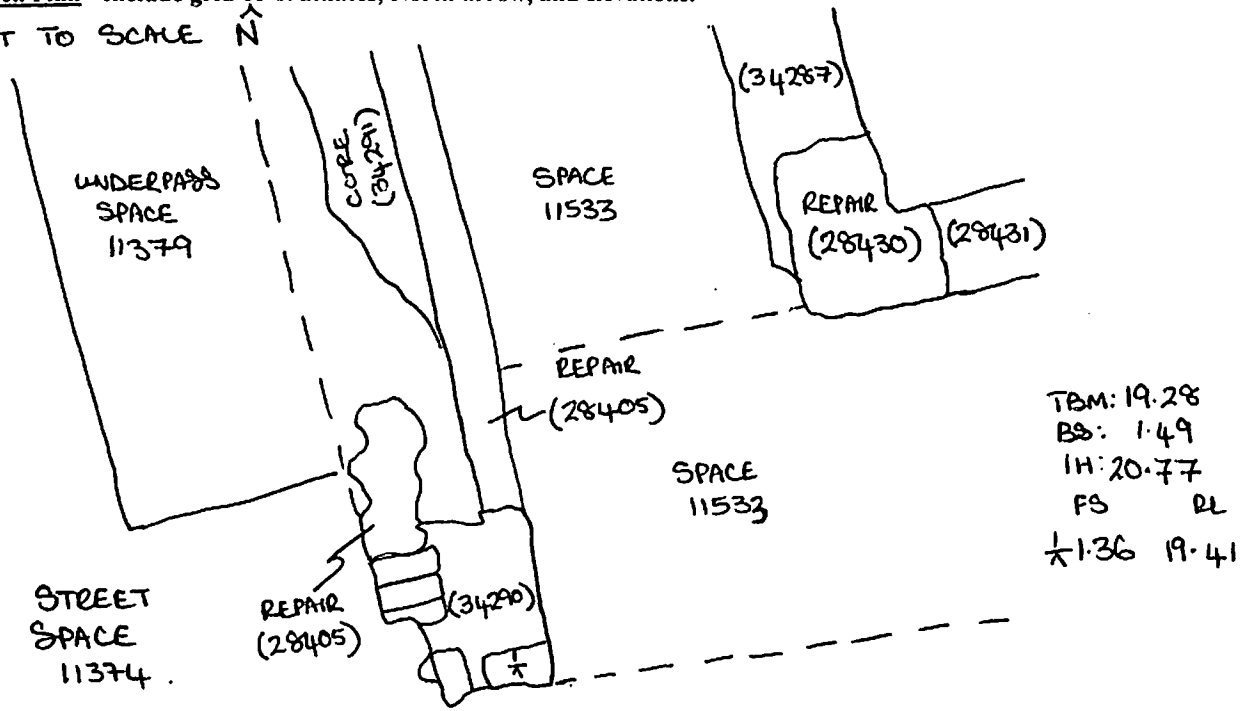 include grid co-ordinates, North arrow, and elevations.
T TO SCALE N
(34287)
CORE
(34291)
UNDERPASS
SPACE
11379
SPACE
11533
REPAIR
(28430)
(28431)
REPAIR
(28405)
TBM: 19.28
BS: 1.49
IH: 20.77
FS RL
1.36 19.41
SPACE
11533
STREET
SPACE
11374.
REPAIR
(28405)
(34290)